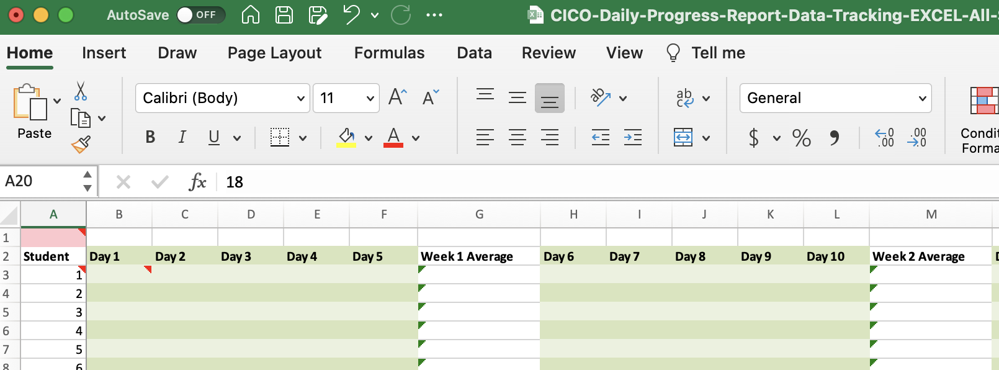 AutoSave OFF CICO-Daily-Progress-Report-Data-Tracking-EXCEL-All-
Home Insert Draw Page Layout Formulas Data Review View Tell me
Paste Calibri (Body) 11 A A ab ab c General
B I U A $ % , .0 .00 .00 .0 Condi
Forma
A20 fx 18
A B C D E F G H I J K L M
1
2 Student Day 1 Day 2 Day 3 Day 4 Day 5 Week 1 Average Day 6 Day 7 Day 8 Day 9 Day 10 Week 2 Average
3 1
4 2
5 3
6 4
7 5
8 6